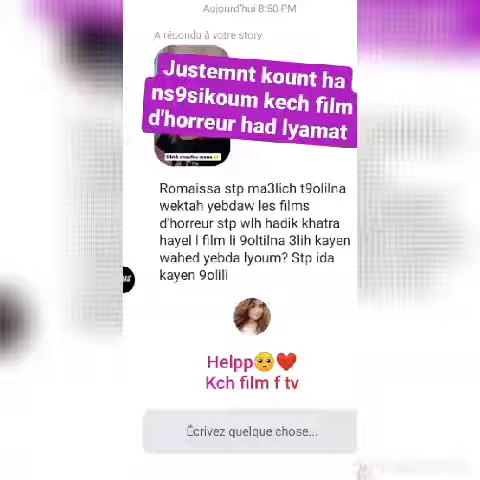 Aujourd'hui 8:50 PM
A répondu à votre story
Justemnt kount ha
ns9sikoum kech film
d'horreur had lyamat
Romaissa stp ma3lich t9olilna
wektah yebdaw les films
d'horreur stp wlh hadik khatra
hayel l film li 9oltilna 3lih kayen
wahed yebda lyoum? Stp ida
kayen 9olili
Helpp🥺❤️
Kch film f tv
Écrivez quelque chose...